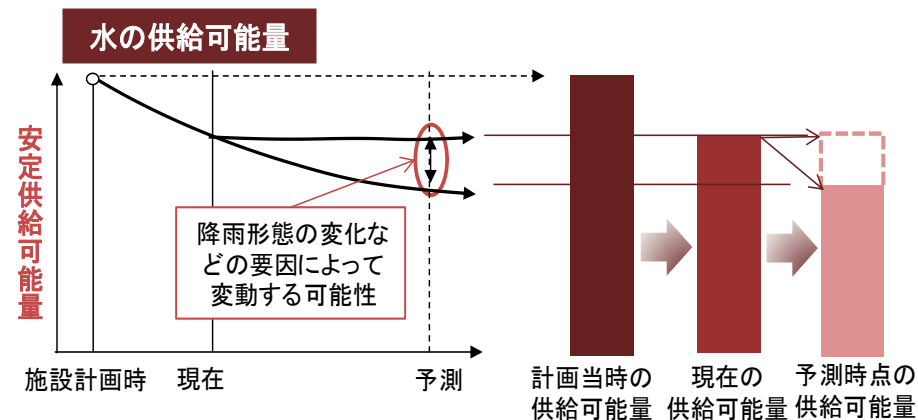 水の供給可能量
安定供給可能量
降雨形態の変化な
どの要因によって
変動する可能性
施設計画時
現在
予測
計画当時の
供給可能量
現在の
供給可能量
予測時点の
供給可能量